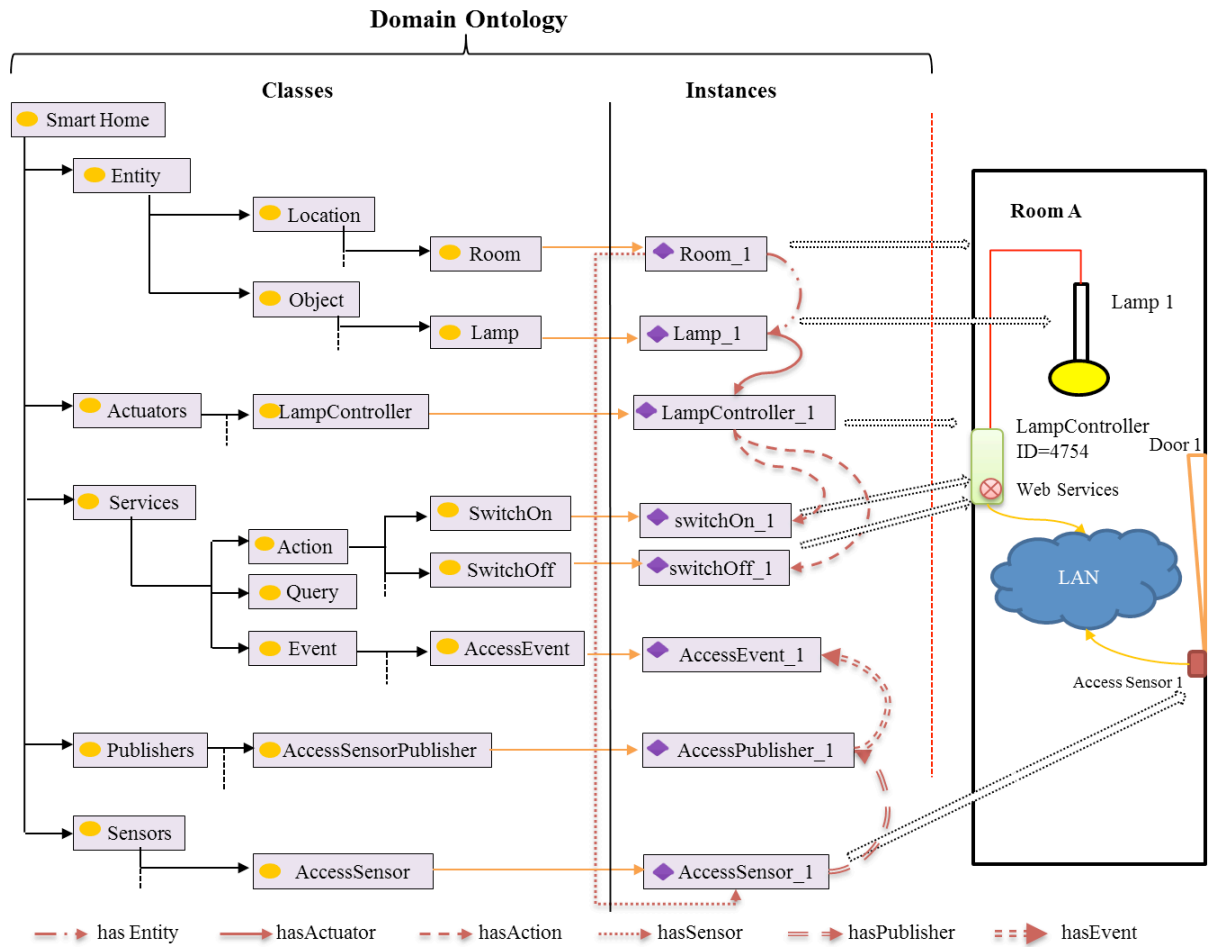 Domain Ontology
Classes
Instances
Smart Home
Entity
Location
Room
Room_1
Room A
Object
Lamp
Lamp_1
Lamp 1
Actuators
LampController
LampController_1
LampController
ID=4754
Door 1
Web Services
Services
SwitchOn
switchOn_1
Action
SwitchOff
switchOff_1
LAN
Query
Event
AccessEvent
AccessEvent_1
Access Sensor 1
Publishers
AccessSensorPublisher
AccessPublisher_1
Sensors
AccessSensor
AccessSensor_1
has Entity
hasActuator
hasAction
hasSensor
hasPublisher
hasEvent